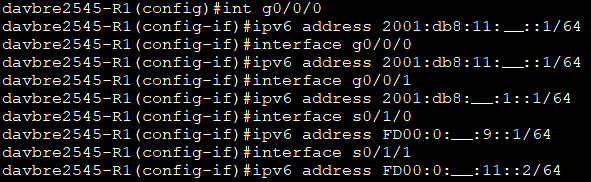 davbre2545-R1(config)#int g0/0/0
davbre2545-R1(config-if)#ipv6 address 2001:db8:11:__::1/64
davbre2545-R1(config-if)#interface g0/0/0
davbre2545-R1(config-if)#ipv6 address 2001:db8:11:__::1/64
davbre2545-R1(config-if)#interface g0/0/1
davbre2545-R1(config-if)#ipv6 address 2001:db8:__:1::1/64
davbre2545-R1(config-if)#interface s0/1/0
davbre2545-R1(config-if)#ipv6 address FD00:0:__:9::1/64
davbre2545-R1(config-if)#interface s0/1/1
davbre2545-R1(config-if)#ipv6 address FD00:0:__:11::2/64